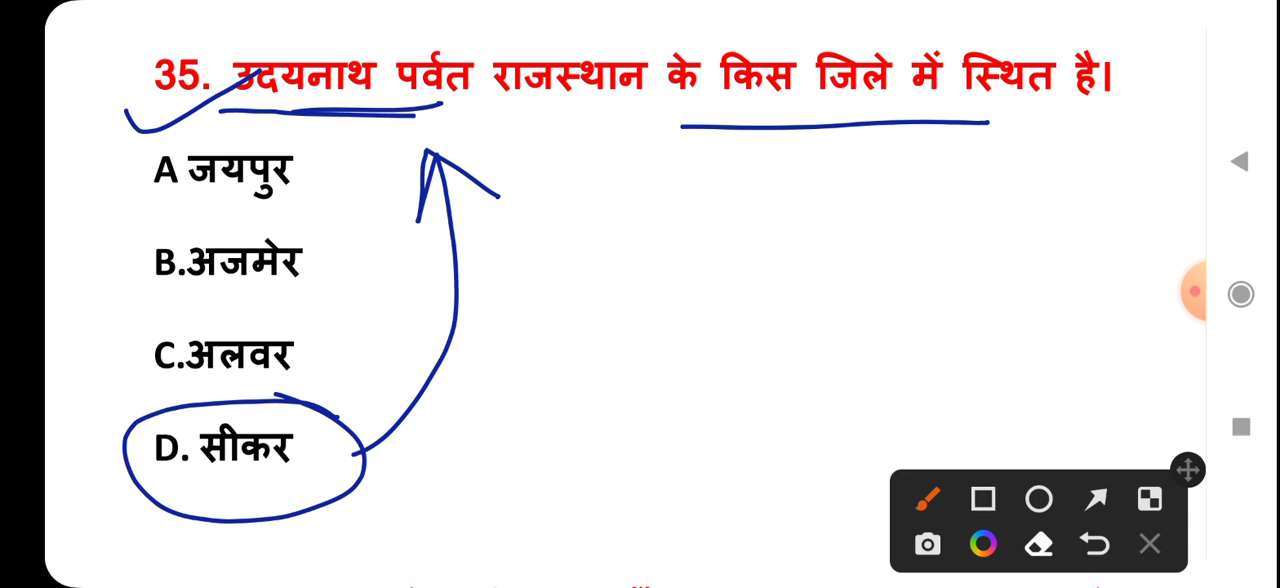 35. उदयनाथ पर्वत राजस्थान के किस जिले में स्थित है।
A जयपुर
B.अजमेर
C.अलवर
D. सीकर